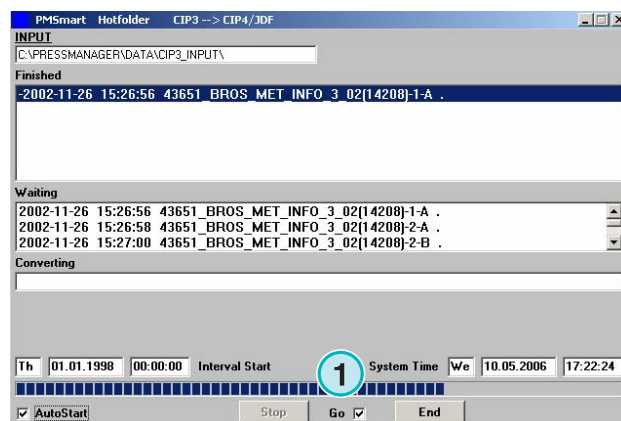 PMSmart Hotfolder CIP3 --> CIP4/JDF
INPUT
C:\PRESSMANAGER\DATA\CIP3_INPUT\
Finished
-2002-11-26 15:26:56 43651_BROS_MET_INFO_3_02(14208)-1-A .
Waiting
2002-11-26 15:26:56 43651_BROS_MET_INFO_3_02(14208)-1-A .
2002-11-26 15:26:58 43651_BROS_MET_INFO_3_02(14208)-2-A .
2002-11-26 15:27:00 43651_BROS_MET_INFO_3_02(14208)-2-B .
Converting
Th 01.01.1998 00:00:00 Interval Start 1 System Time We 10.05.2006 17:22:24
AutoStart Stop Go End